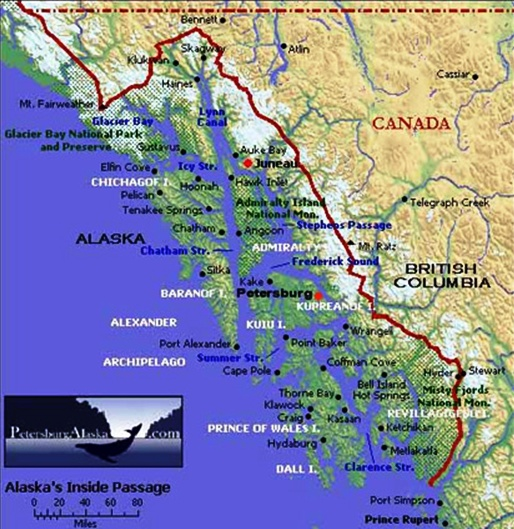 Bennett
Atlin
Skagway
Klukwan
Cassiar
Haines
Mt. Fairweather
Lynn
Canal
CANADA
Glacier Bay
Glacier Bay National Park
and Preserve
Gustavus
Auke Bay
Juneau
Elfin Cove
Icy Str.
CHICHAGOF I.
Hoonah
Hawk Inlet
Pelican
Admiralty Island
National Mon.
Telegraph Creek
Tenakee Springs
Stephens Passage
Chatham
Angoon
ALASKA
Chatham Str.
ADMIRALTY
Mt. Ratz
Frederick Sound
BRITISH
COLUMBIA
Sitka
Kake
BARANOF I.
Petersburg
KUPREANOF I.
ALEXANDER
KUIU I.
Wrangell
Port Alexander
Point Baker
ARCHIPELAGO
Summer Str.
Coffman Cove
Cape Pole
Hyder
Stewart
Bell Island
Hot Springs
Misty Fjords
National Mon.
Thorne Bay
Klawock
REVILLAGIGEDO I.
Craig
Kasaan
PRINCE OF WALES I.
Ketchikan
Hydaburg
Metlakatla
DALL I.
Clarence Str.
PetersburgAlaska.com
Alaska's Inside Passage
0 20 40 60 80
Miles
Port Simpson
Prince Rupert